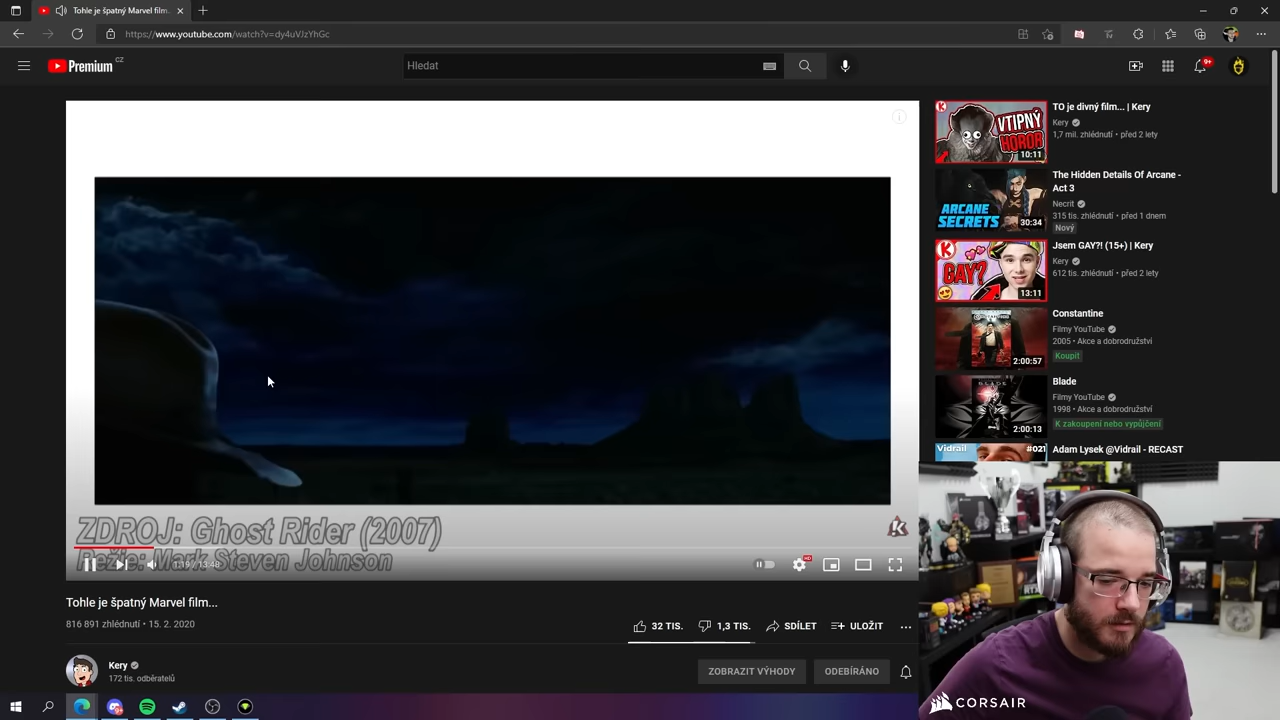 Tohle je špatný Marvel film...
https://www.youtube.com/watch?v=dy4uVJzYhGc
Premium CZ
Hledat
9+
ZDROJ: Ghost Rider (2007)
Režie: Mark Steven Johnson
1:19 / 13:48
HD
Tohle je špatný Marvel film...
816 891 zhlédnutí • 15. 2. 2020
32 TIS.
1,3 TIS.
SDÍLET
ULOŽIT
Kery
172 tis. odběratelů
ZOBRAZIT VÝHODY
ODEBÍRÁNO
VTIPNÝ
HOROR
10:11
TO je divný film... | Kery
Kery
1,7 mil. zhlédnutí • před 2 lety
ARCANE
SECRETS
30:34
The Hidden Details Of Arcane -
Act 3
Necrit
315 tis. zhlédnutí • před 1 dnem
Nový
GAY?
13:11
Jsem GAY?! (15+) | Kery
Kery
612 tis. zhlédnutí • před 2 lety
2:00:57
Constantine
Filmy YouTube
2005 • Akce a dobrodružství
Koupit
2:00:13
Blade
Filmy YouTube
1998 • Akce a dobrodružství
K zakoupení nebo vypůjčení
Vidrail
#021
Adam Lysek @Vidrail - RECAST
CORSAIR